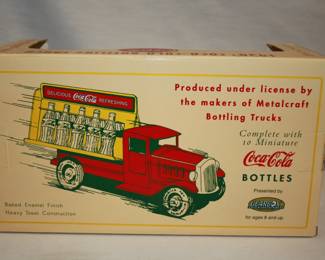 DELICIOUS Coca-Cola REFRESHING
Produced under license by
the makers of Metalcraft
Bottling Trucks
Complete with
10 Miniature
Coca-Cola
BOTTLES
Presented by
GEARBOX
for ages 8 and up
Baked Enamel Finish
Heavy Steel Construction